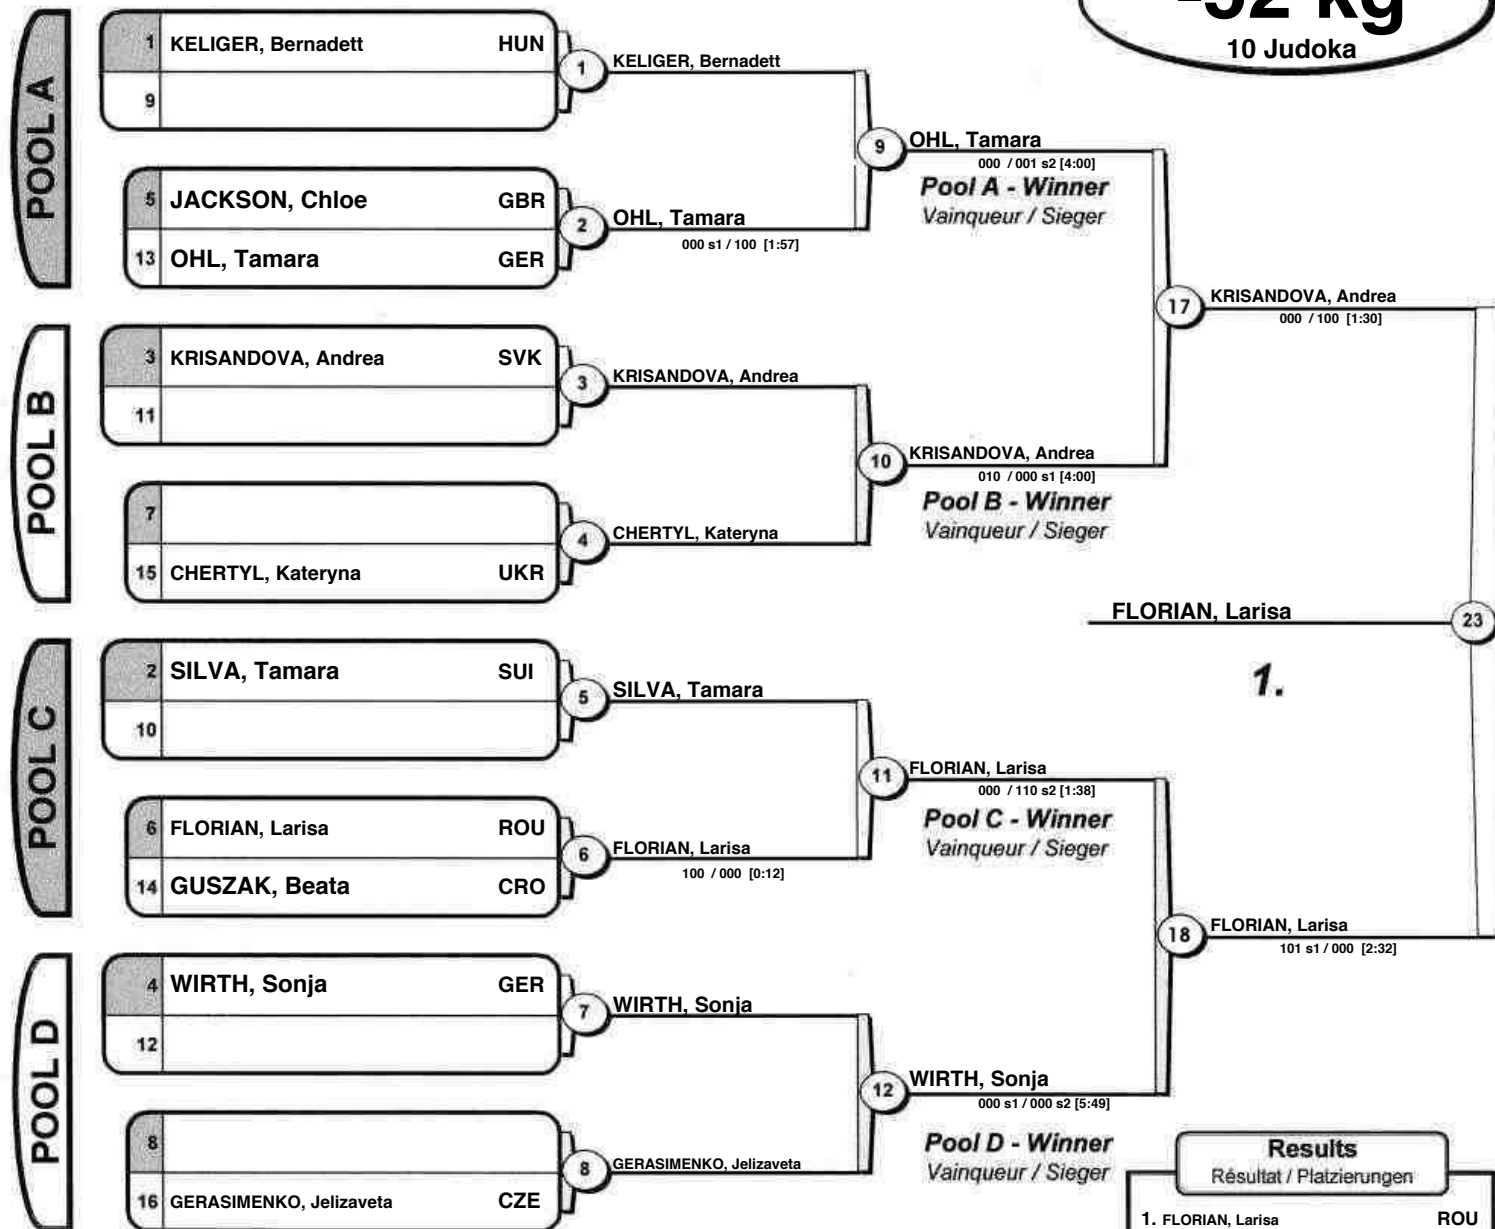 -52 kg
10 Judoka
POOL A
1 KELIGER, Bernadett HUN
9
1
KELIGER, Bernadett
5 JACKSON, Chloe GBR
13 OHL, Tamara GER
2
OHL, Tamara
000 s1 / 100 [1:57]
9
OHL, Tamara
000 / 001 s2 [4:00]
Pool A - Winner
Vainqueur / Sieger
POOL B
3 KRISANDOVA, Andrea SVK
11
3
KRISANDOVA, Andrea
7
15 CHERTYL, Kateryna UKR
4
CHERTYL, Kateryna
10
KRISANDOVA, Andrea
010 / 000 s1 [4:00]
Pool B - Winner
Vainqueur / Sieger
17
KRISANDOVA, Andrea
000 / 100 [1:30]
FLORIAN, Larisa
23
1.
POOL C
2 SILVA, Tamara SUI
10
5
SILVA, Tamara
6 FLORIAN, Larisa ROU
14 GUSZAK, Beata CRO
6
FLORIAN, Larisa
100 / 000 [0:12]
11
FLORIAN, Larisa
000 / 110 s2 [1:38]
Pool C - Winner
Vainqueur / Sieger
18
FLORIAN, Larisa
101 s1 / 000 [2:32]
POOL D
4 WIRTH, Sonja GER
12
7
WIRTH, Sonja
8
16 GERASIMENKO, Jelizaveta CZE
8
GERASIMENKO, Jelizaveta
12
WIRTH, Sonja
000 s1 / 000 s2 [5:49]
Pool D - Winner
Vainqueur / Sieger
Results
Résultat / Platzierungen
1. FLORIAN, Larisa ROU